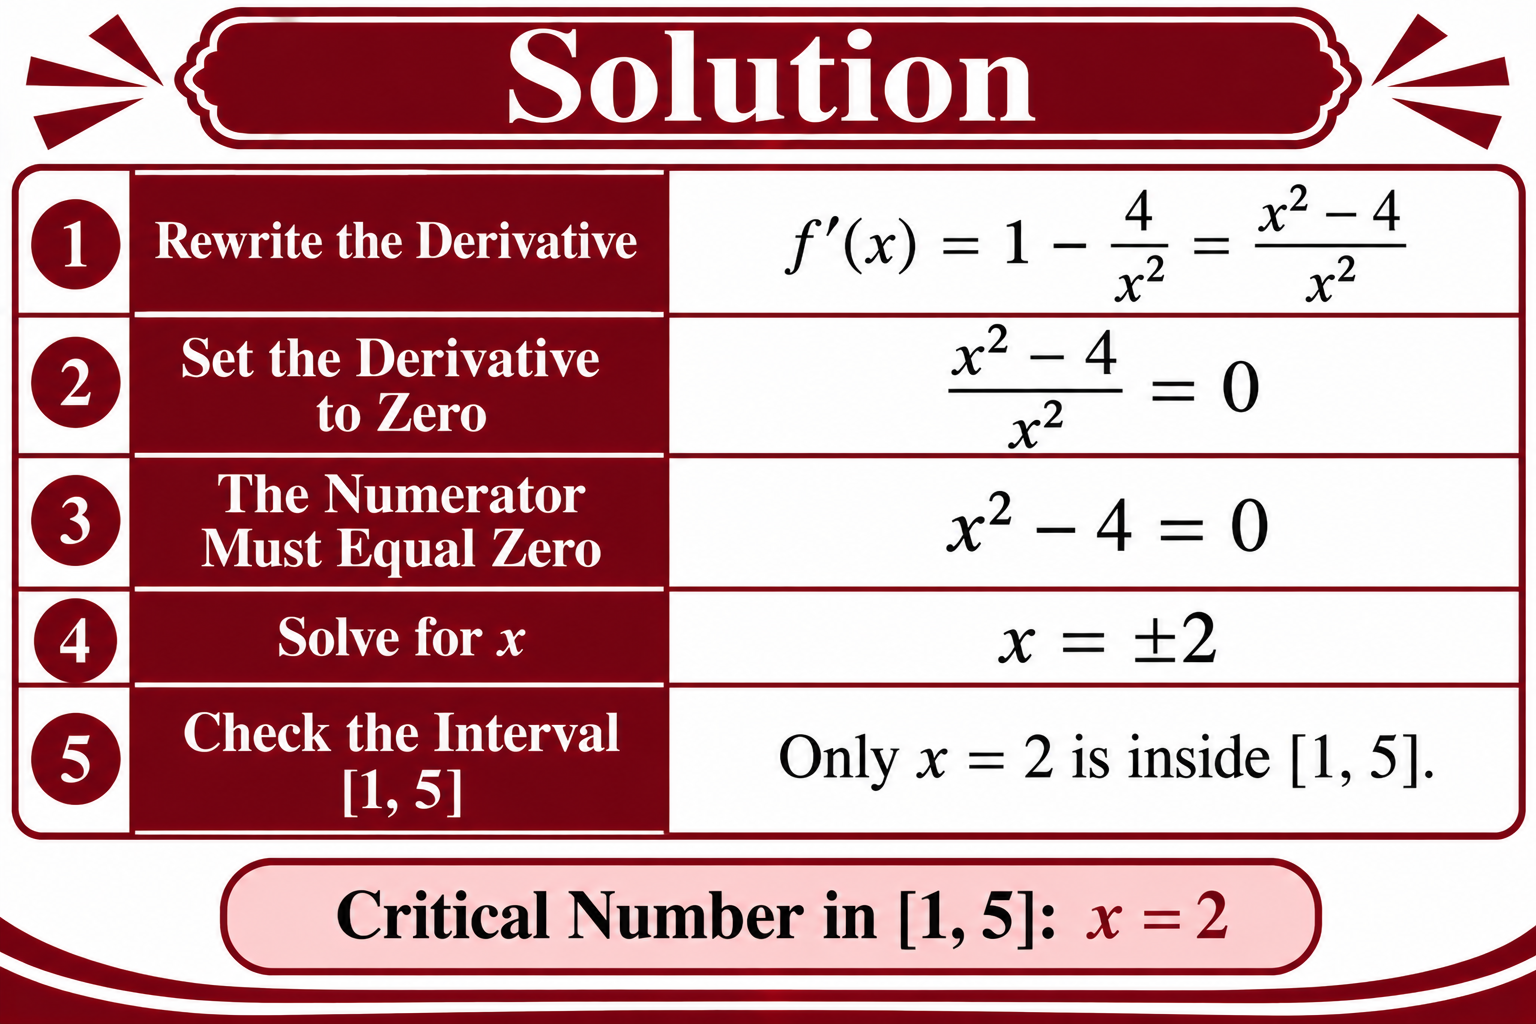 Solution
1
Rewrite the Derivative
f′(x) = 1 − 4/x² = (x² − 4)/x²
2
Set the Derivative
to Zero
(x² − 4)/x² = 0
3
The Numerator
Must Equal Zero
x² − 4 = 0
4
Solve for x
x = ±2
5
Check the Interval
[1, 5]
Only x = 2 is inside [1, 5].
Critical Number in [1, 5]: x = 2